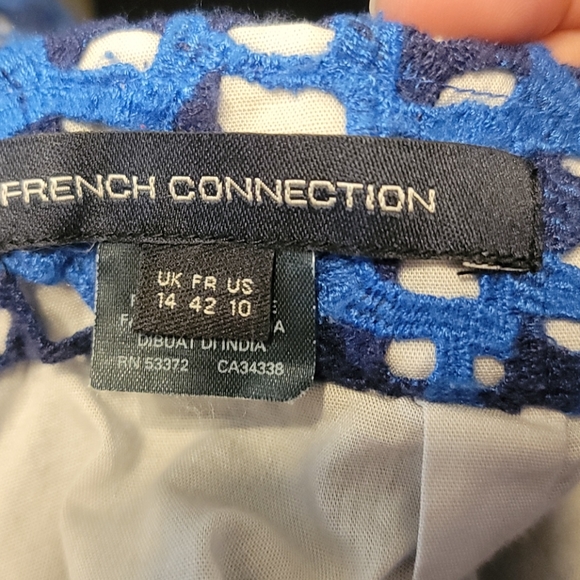 FRENCH CONNECTION
UK FR US
14 42 10
DIBUAT DI INDIA
RN 53372 CA34338